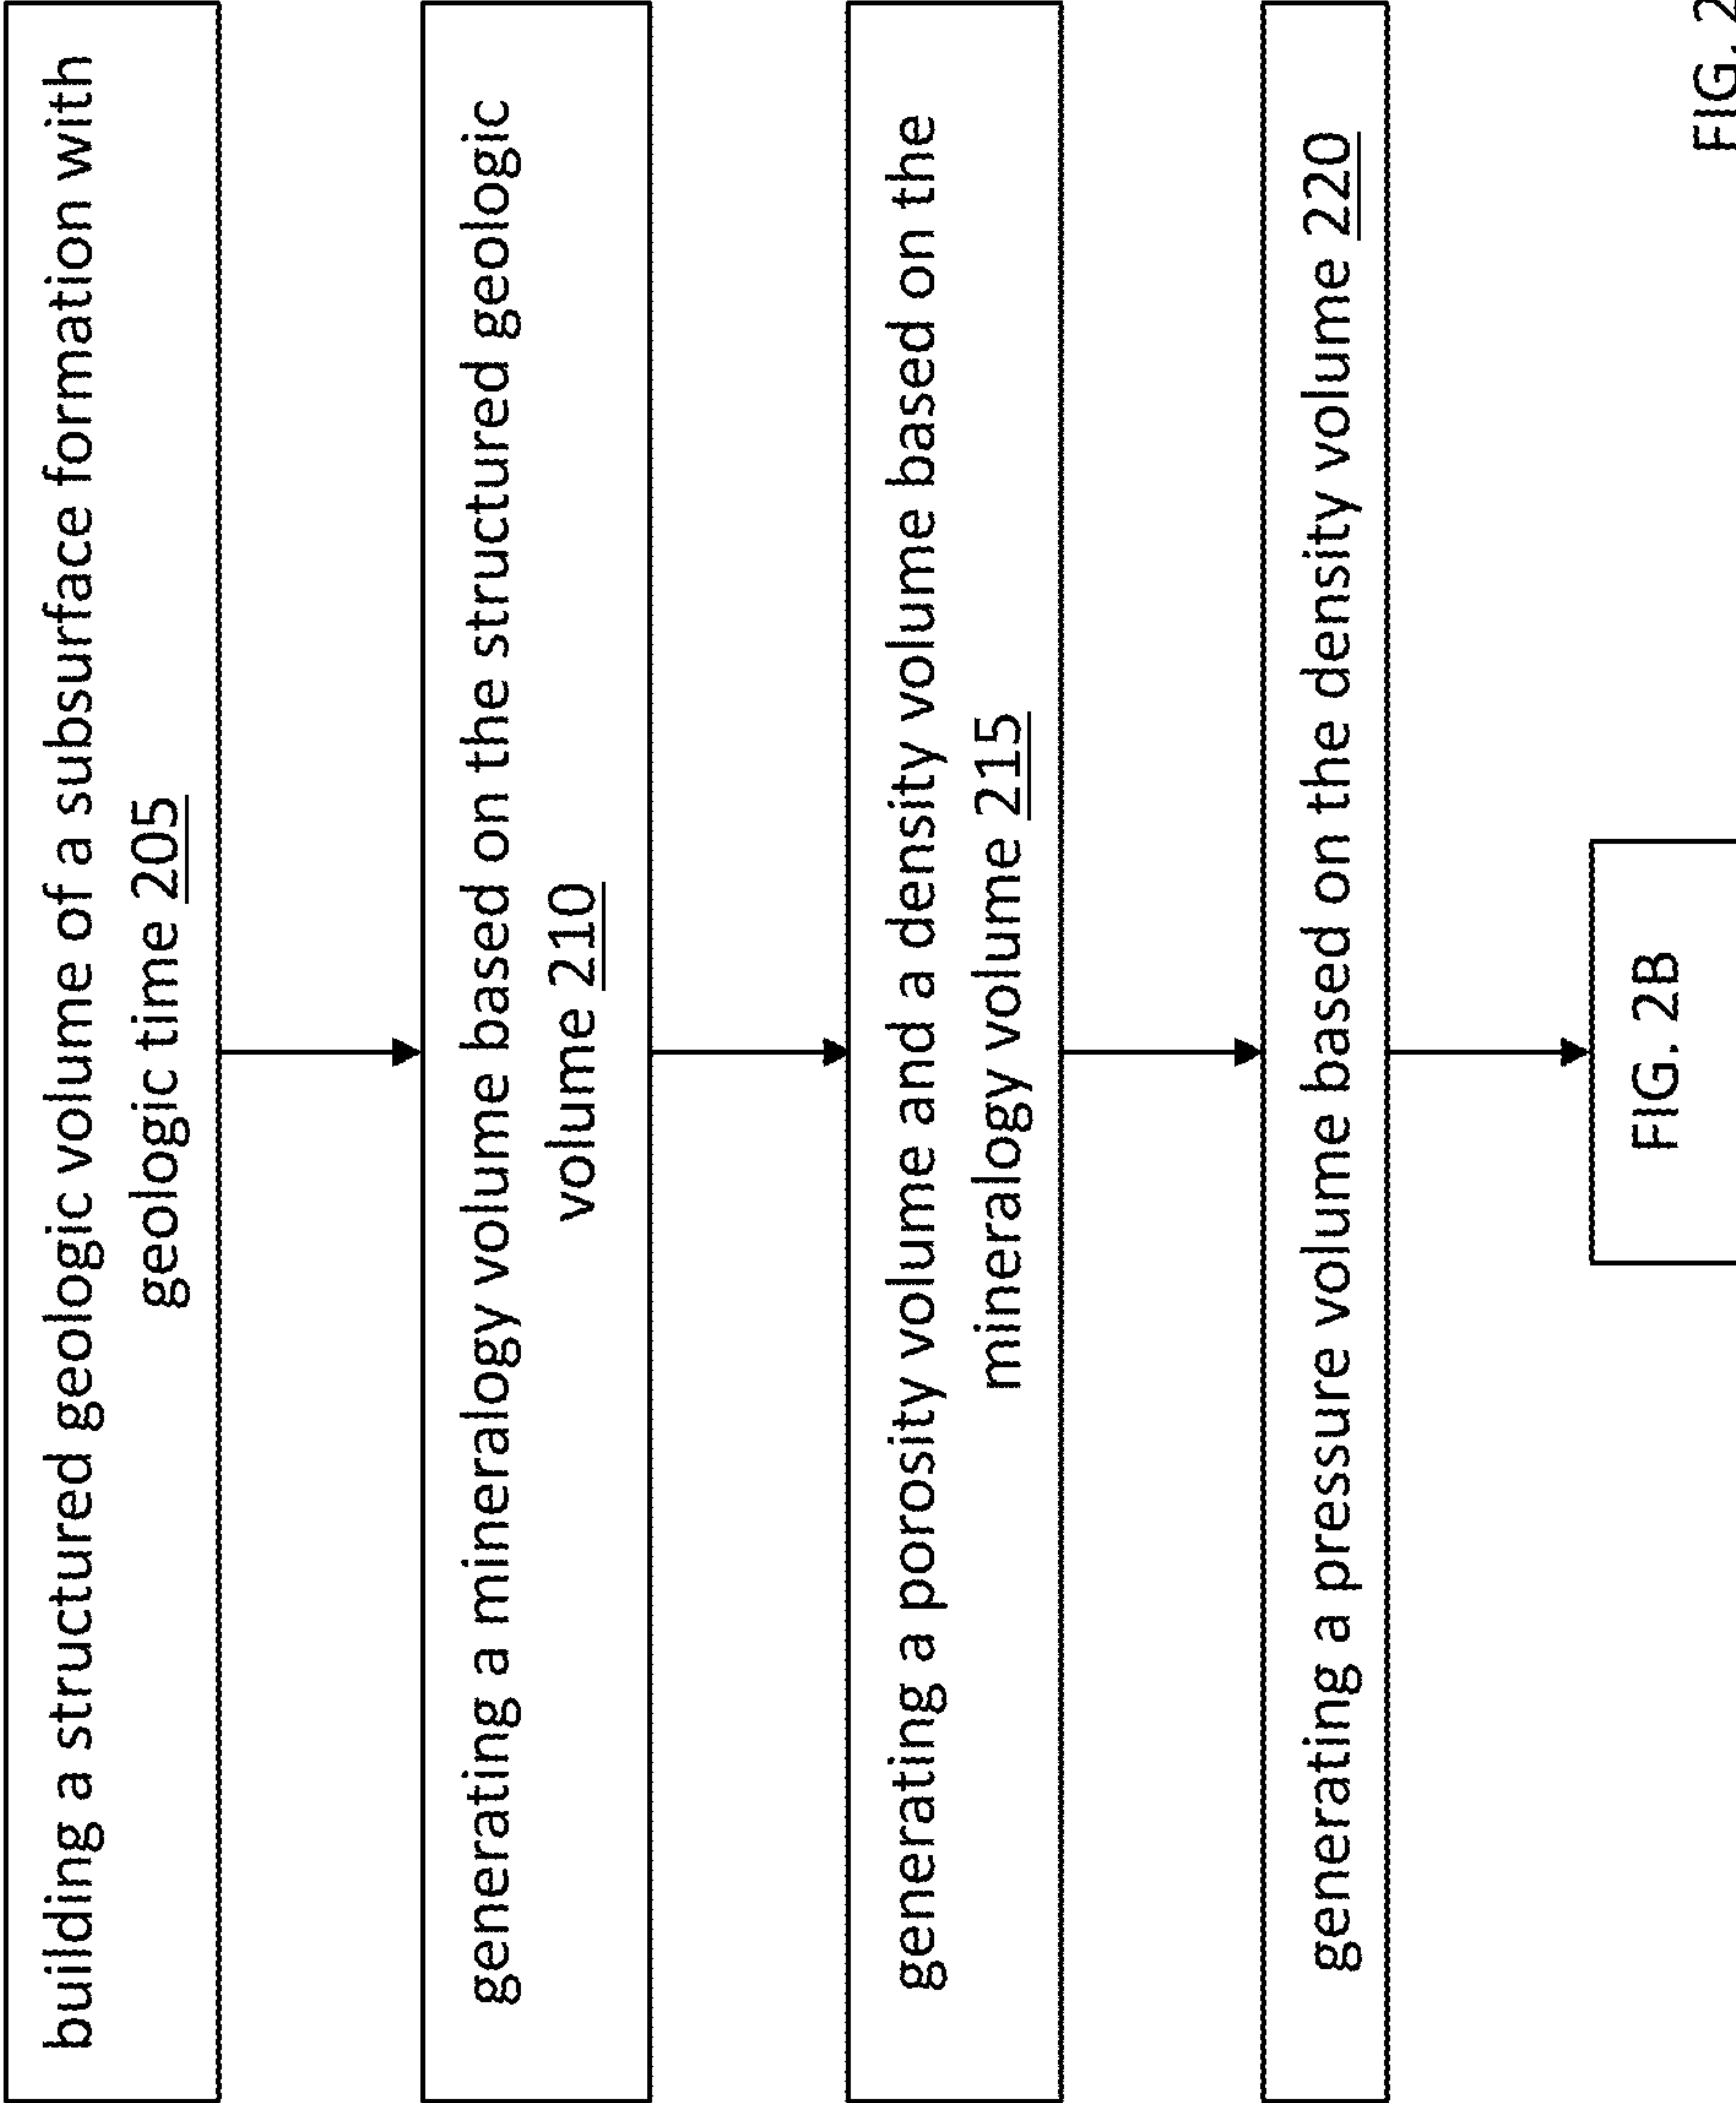 building a structured geologic volume of a subsurface formation with
geologic time 205
generating a mineralogy volume based on the structured geologic
volume 210
generating a porosity volume and a density volume based on the
mineralogy volume 215
generating a pressure volume based on the density volume 220
FIG. 2B
FIG. 2